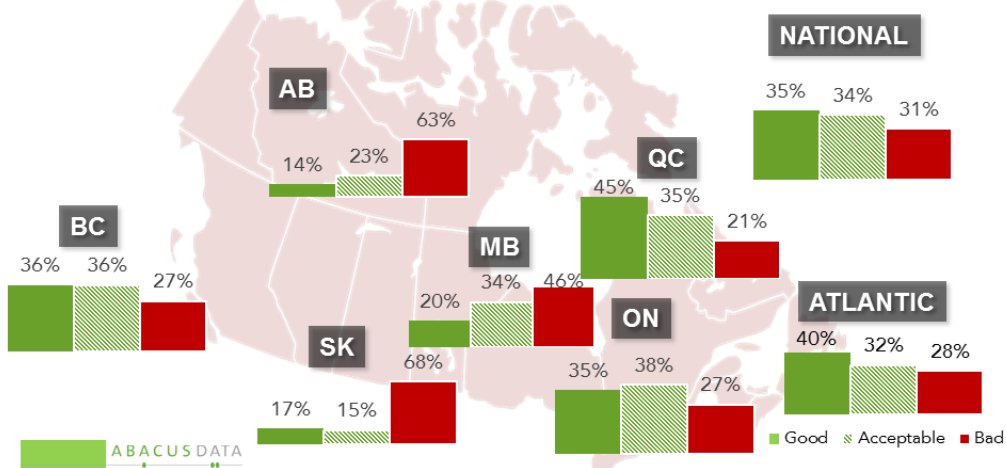 NATIONAL
35% 34% 31%
AB
14% 23% 63%
QC
45% 35% 21%
BC
36% 36% 27%
MB
20% 34% 46%
ATLANTIC
40% 32% 28%
ON
35% 38% 27%
SK
17% 15% 68%
Good Acceptable Bad
ABACUS DATA